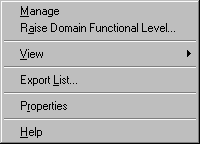 Manage
Raise Domain Functional Level...
View
Export List...
Properties
Help